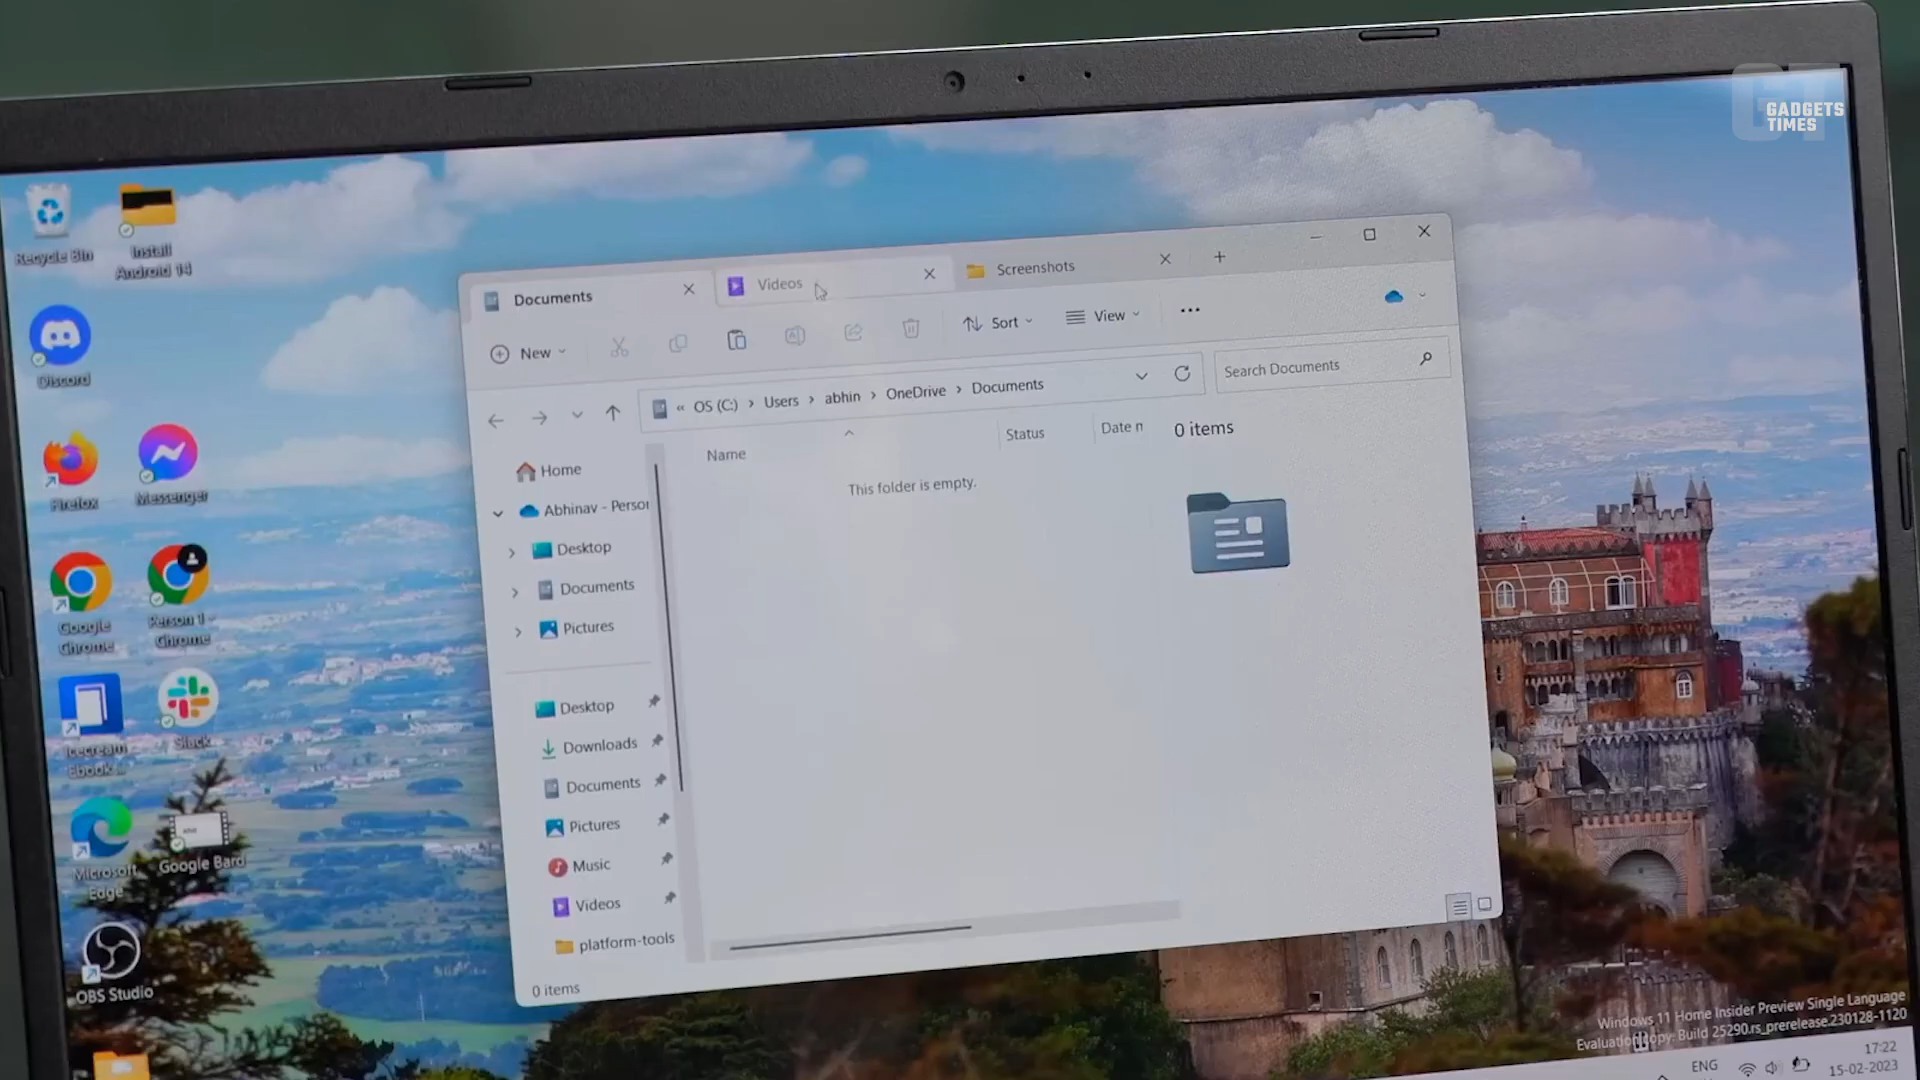 GADGETS
TIMES
Recycle Bin
Install
Android 14
Discord
Firefox
Messenger
Google
Chrome
Person 1 -
Chrome
Icecream
Ebook...
Slack
Microsoft
Edge
Google Bard
OBS Studio
Documents
Videos
Screenshots
New
Sort
View
« OS (C:) › Users › abhin › OneDrive › Documents
Search Documents
Name
Status
Date n
0 items
This folder is empty.
Home
Abhinav - Persor
Desktop
Documents
Pictures
Desktop
Downloads
Documents
Pictures
Music
Videos
platform-tools
0 items
Windows 11 Home Insider Preview Single Language
Evaluation copy. Build 25290.rs_prerelease.230128-1120
ENG
17:22
15-02-2023